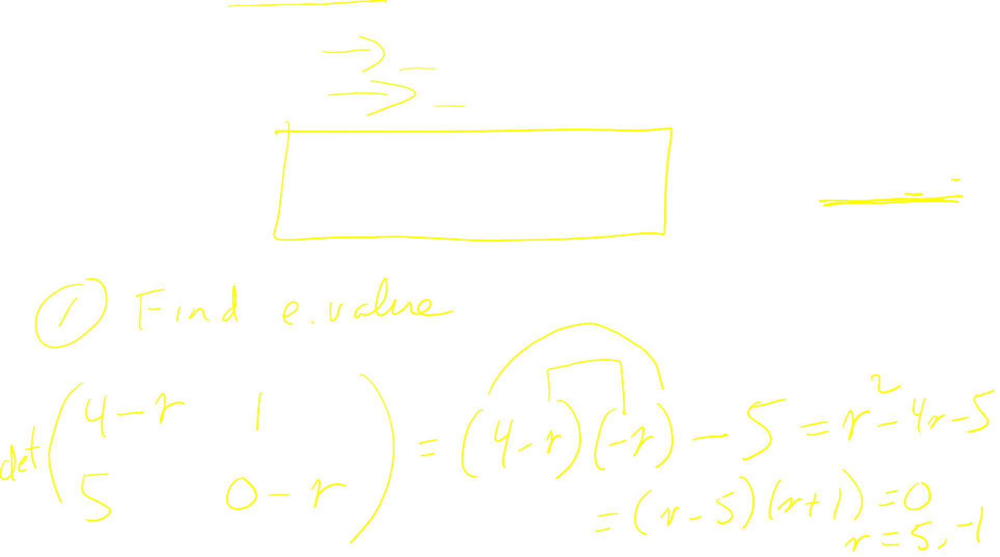 ① Find e.value
det ( 4-r 1 ) = (4-r)(-r) - 5 = r² - 4r - 5
5 0-r
= (r-5)(r+1) = 0
r = 5, -1